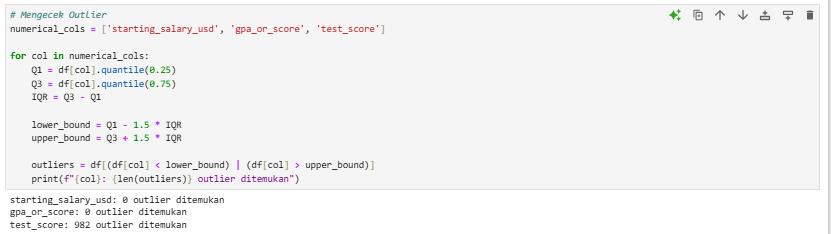 # Mengecek Outlier
numerical_cols = ['starting_salary_usd', 'gpa_or_score', 'test_score']

for col in numerical_cols:
    Q1 = df[col].quantile(0.25)
    Q3 = df[col].quantile(0.75)
    IQR = Q3 - Q1

    lower_bound = Q1 - 1.5 * IQR
    upper_bound = Q3 + 1.5 * IQR

    outliers = df[(df[col] < lower_bound) | (df[col] > upper_bound)]
    print(f"{col}: {len(outliers)} outlier ditemukan")
starting_salary_usd: 0 outlier ditemukan
gpa_or_score: 0 outlier ditemukan
test_score: 982 outlier ditemukan